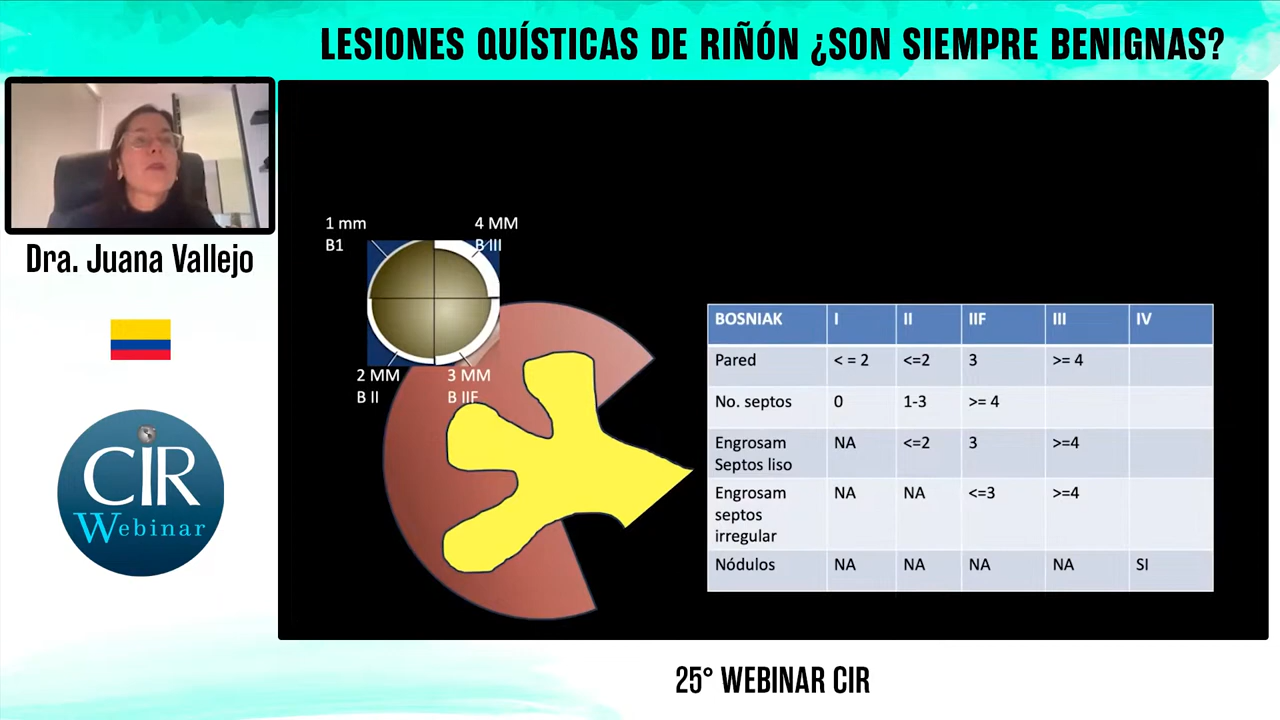 LESIONES QUÍSTICAS DE RIÑÓN ¿SON SIEMPRE BENIGNAS?
Dra. Juana Vallejo
CIR
Webinar
1 mm
B1
4 MM
B III
2 MM
B II
3 MM
B IIF
BOSNIAK I II IIF III IV
Pared < = 2 <=2 3 >= 4
No. septos 0 1-3 >= 4
Engrosam NA <=2 3 >=4
Septos liso
Engrosam NA NA <=3 >=4
septos
irregular
Nódulos NA NA NA NA SI
25° WEBINAR CIR